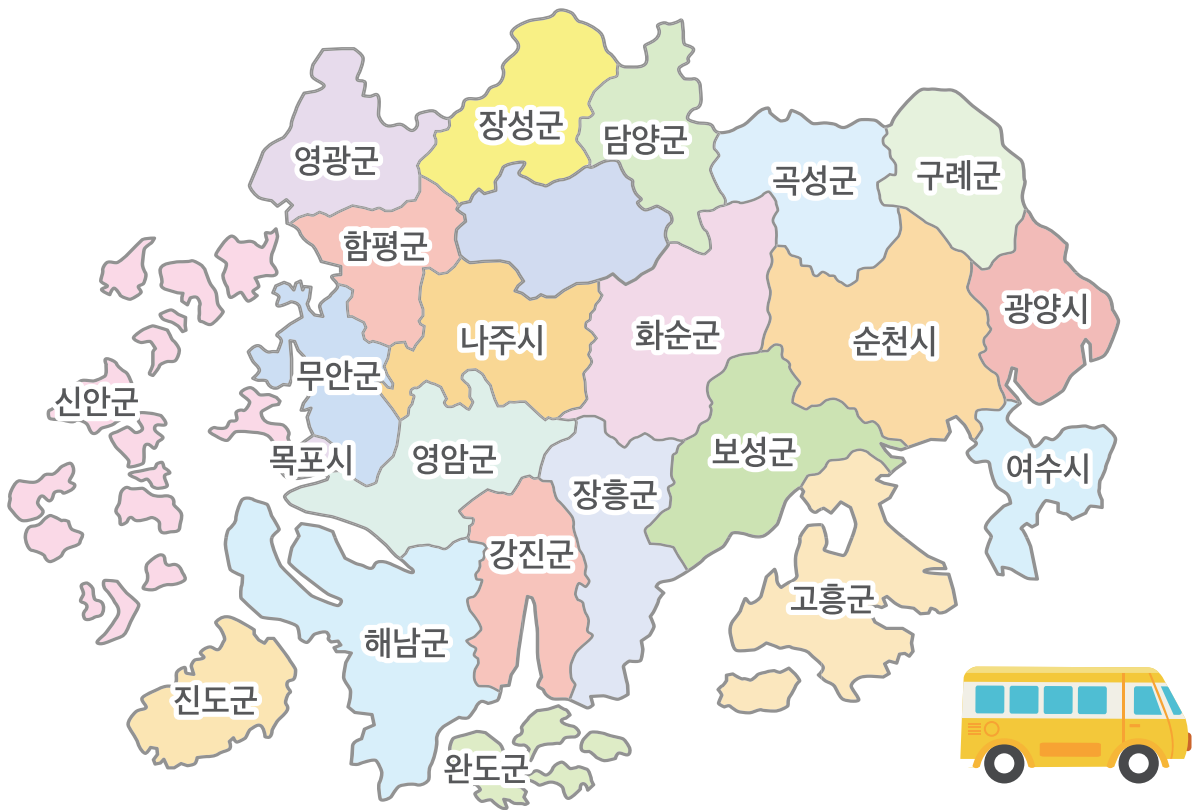 장성군
담양군
영광군
곡성군
구례군
함평군
광양시
나주시
화순군
순천시
무안군
신안군
목포시
영암군
보성군
여수시
장흥군
강진군
고흥군
해남군
진도군
완도군